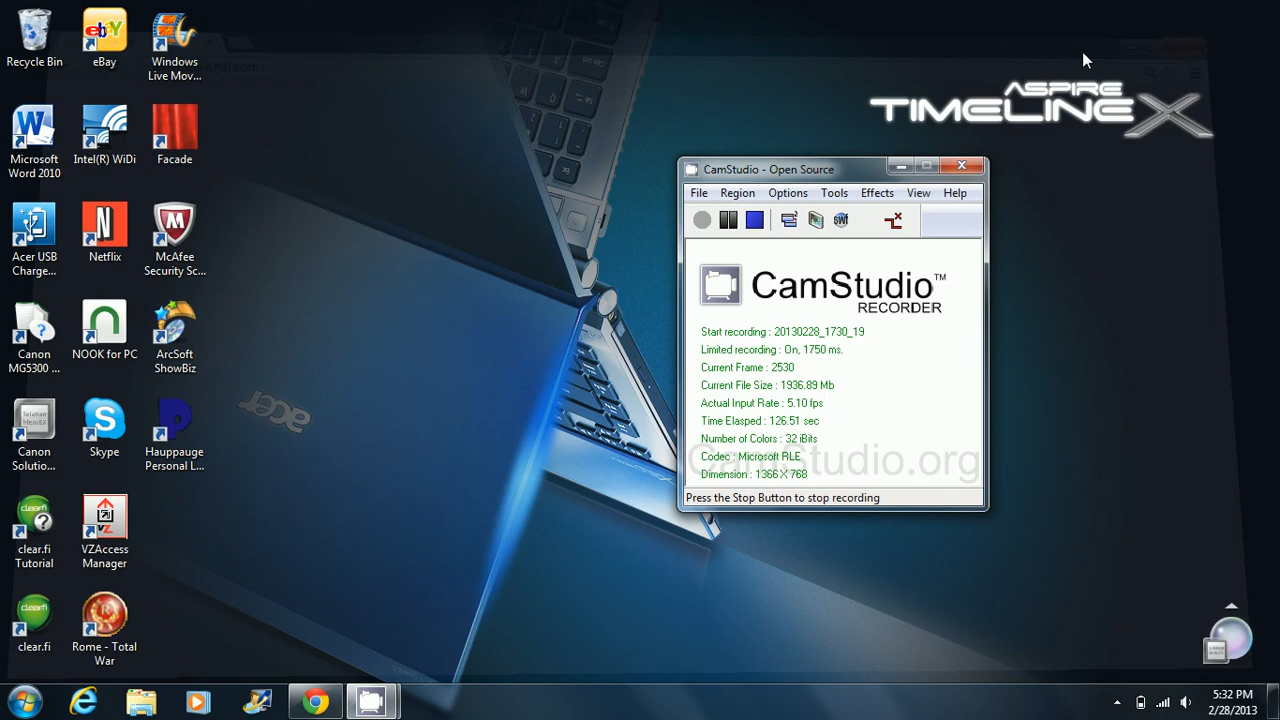 Recycle Bin
eBay
Windows
Live Mov...
Microsoft
Word 2010
Intel(R) WiDi
Facade
Acer USB
Charge...
Netflix
McAfee
Security Sc...
Canon
MG5300 ...
NOOK for PC
ArcSoft
ShowBiz
Canon
Solutio...
Skype
Hauppauge
Personal L...
clear.fi
Tutorial
VZAccess
Manager
clear.fi
Rome - Total
War
acer
ASPIRE
TIMELINEX
CamStudio - Open Source
File Region Options Tools Effects View Help
CamStudio™
RECORDER
Start recording : 20130228_1730_19
Limited recording : On, 1750 ms.
Current Frame : 2530
Current File Size : 1936.89 Mb
Actual Input Rate : 5.10 fps
Time Elasped : 126.51 sec
Number of Colors : 32 iBits
Codec : Microsoft RLE
Dimension : 1366 X 768
CamStudio.org
Press the Stop Button to stop recording
5:32 PM
2/28/2013